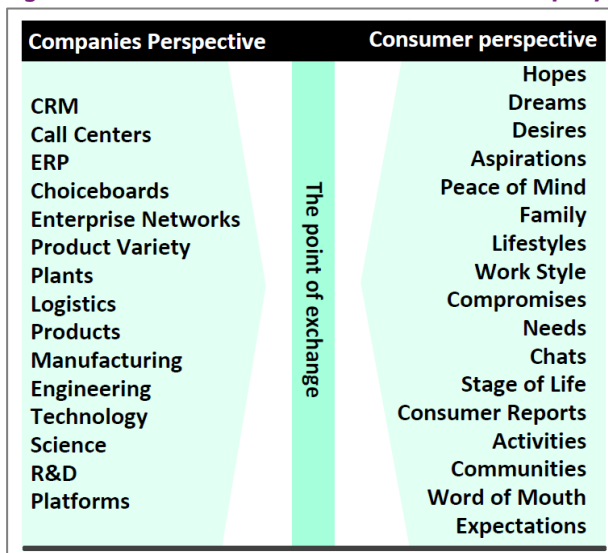 Companies Perspective
Consumer perspective
CRM
Call Centers
ERP
Choiceboards
Enterprise Networks
Product Variety
Plants
Logistics
Products
Manufacturing
Engineering
Technology
Science
R&D
Platforms
The point of exchange
Hopes
Dreams
Desires
Aspirations
Peace of Mind
Family
Lifestyles
Work Style
Compromises
Needs
Chats
Stage of Life
Consumer Reports
Activities
Communities
Word of Mouth
Expectations